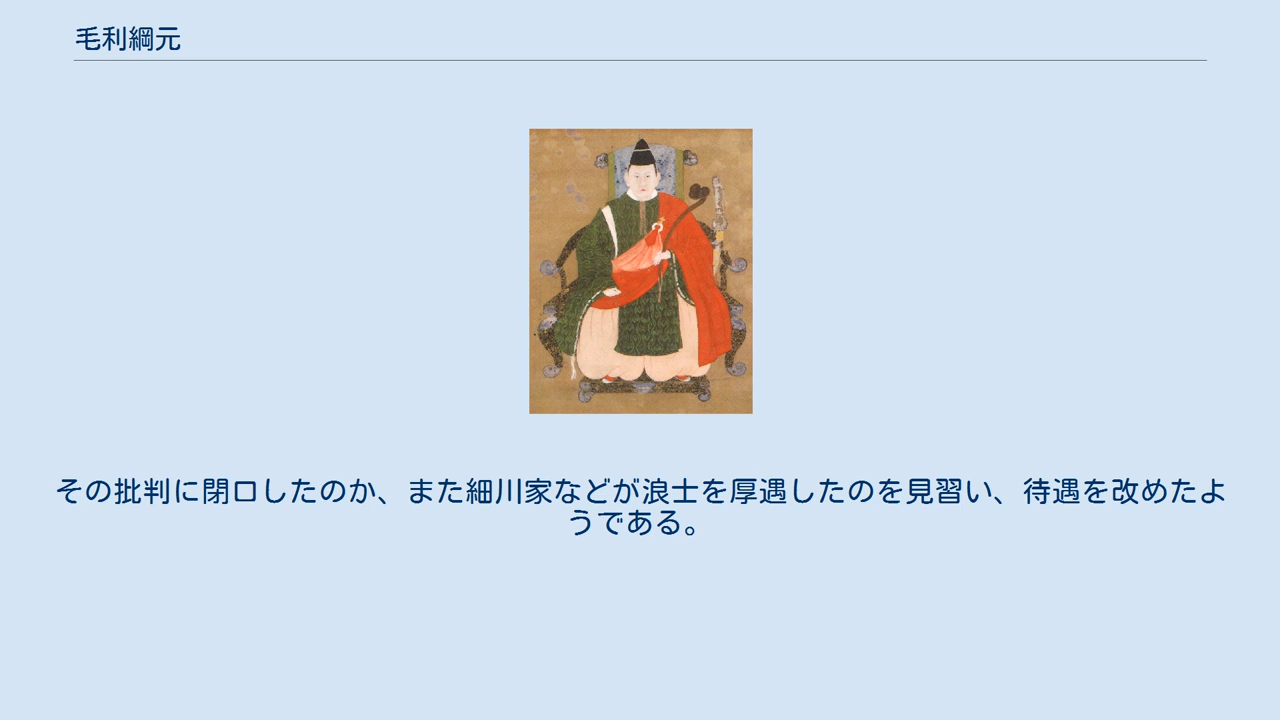 毛利綱元
その批判に閉口したのか、また細川家などが浪士を厚遇したのを見習い、待遇を改めたよ
うである。